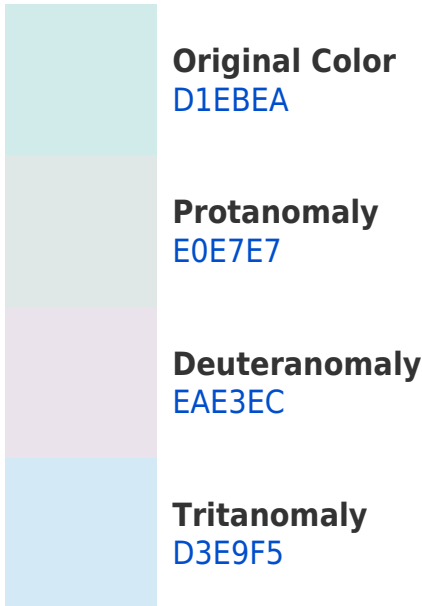 Original Color
D1EBEA
Protanomaly
E0E7E7
Deuteranomaly
EAE3EC
Tritanomaly
D3E9F5